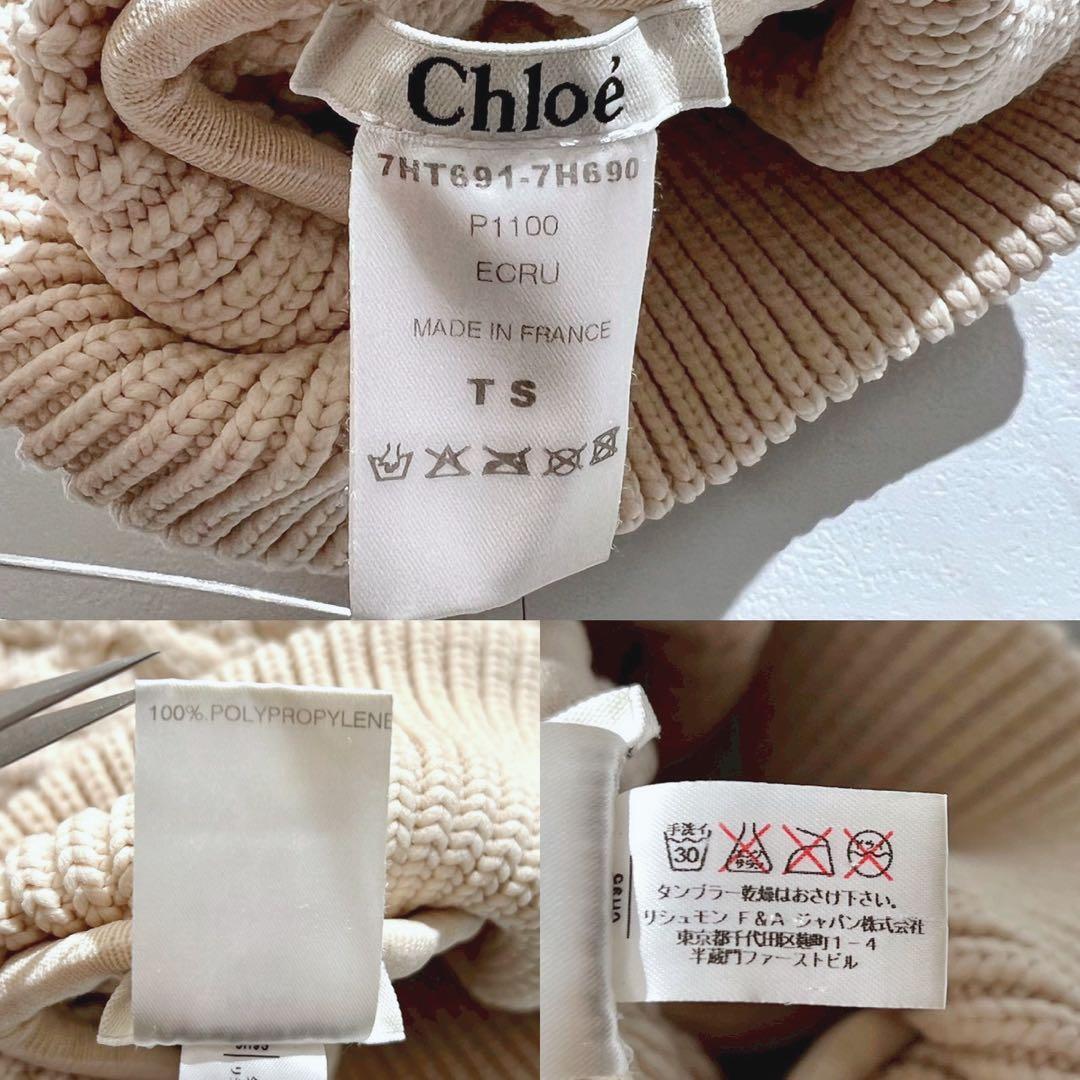 Chloé
7HT691-7H690
P1100
ECRU
MADE IN FRANCE
TS
100%.POLYPROPYLENE
手洗イ
30
タンブラー乾燥はおさけ下さい。
リシュモン F&A ジャパン株式会社
東京都千代田区麹町1-4
半蔵門ファーストビル